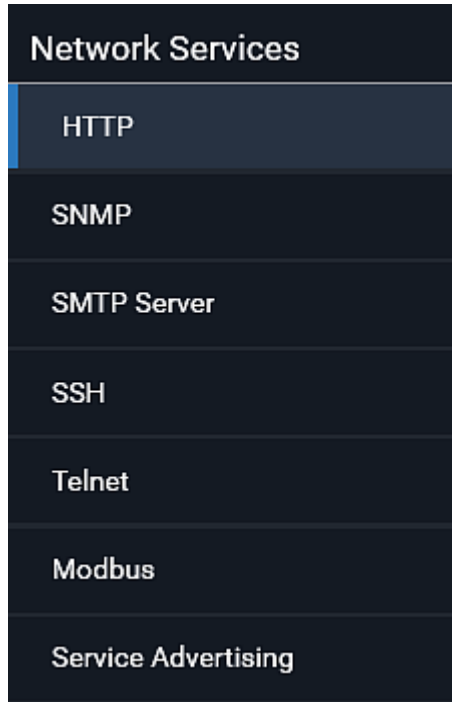 Network Services
HTTP
SNMP
SMTP Server
SSH
Telnet
Modbus
Service Advertising